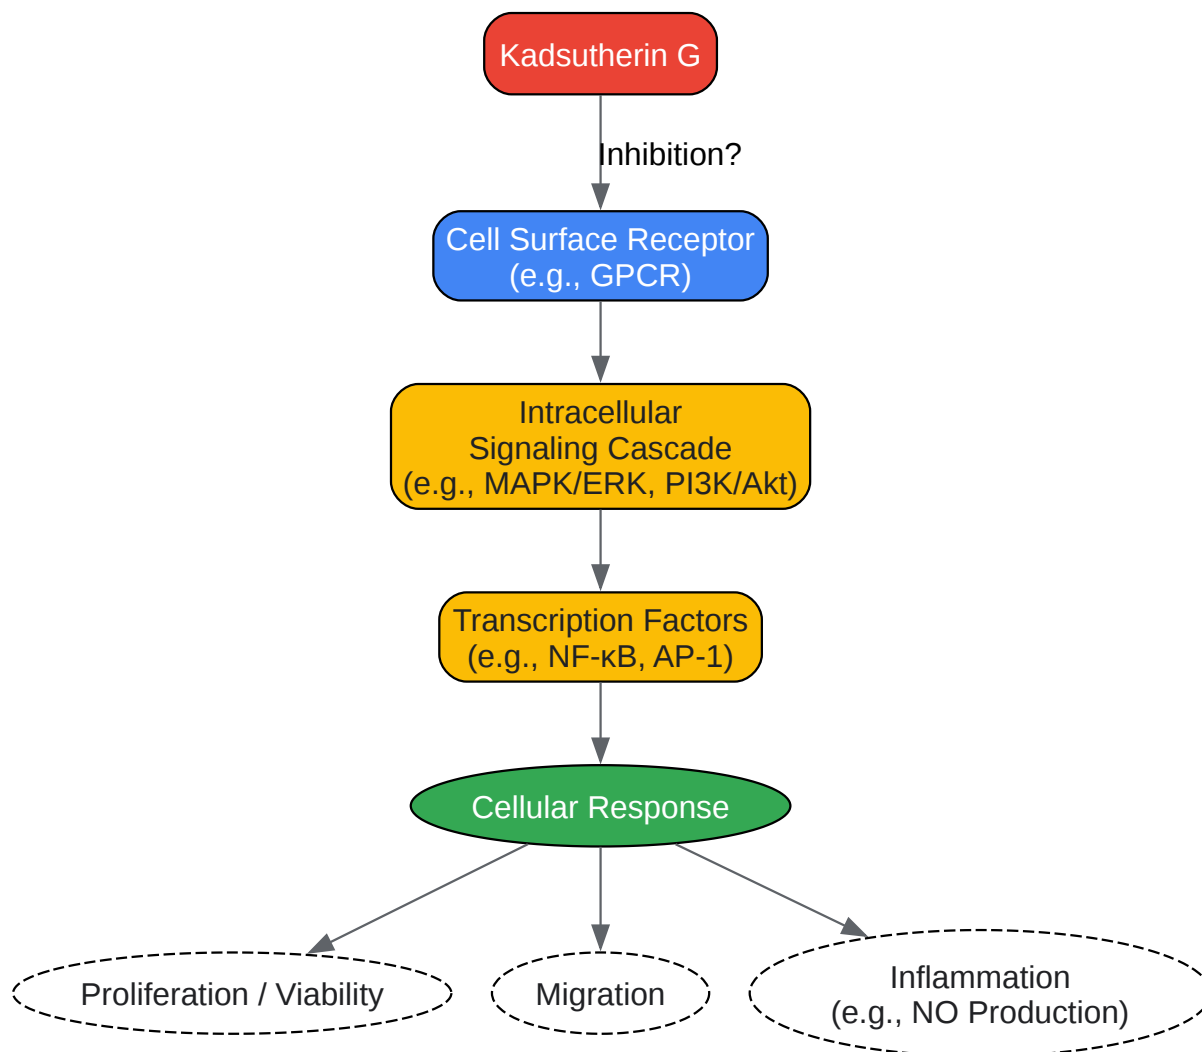 Kadsutherin G
Inhibition?
Cell Surface Receptor
(e.g., GPCR)
Intracellular
Signaling Cascade
(e.g., MAPK/ERK, PI3K/Akt)
Transcription Factors
(e.g., NF-κB, AP-1)
Cellular Response
Proliferation / Viability
Migration
Inflammation
(e.g., NO Production)